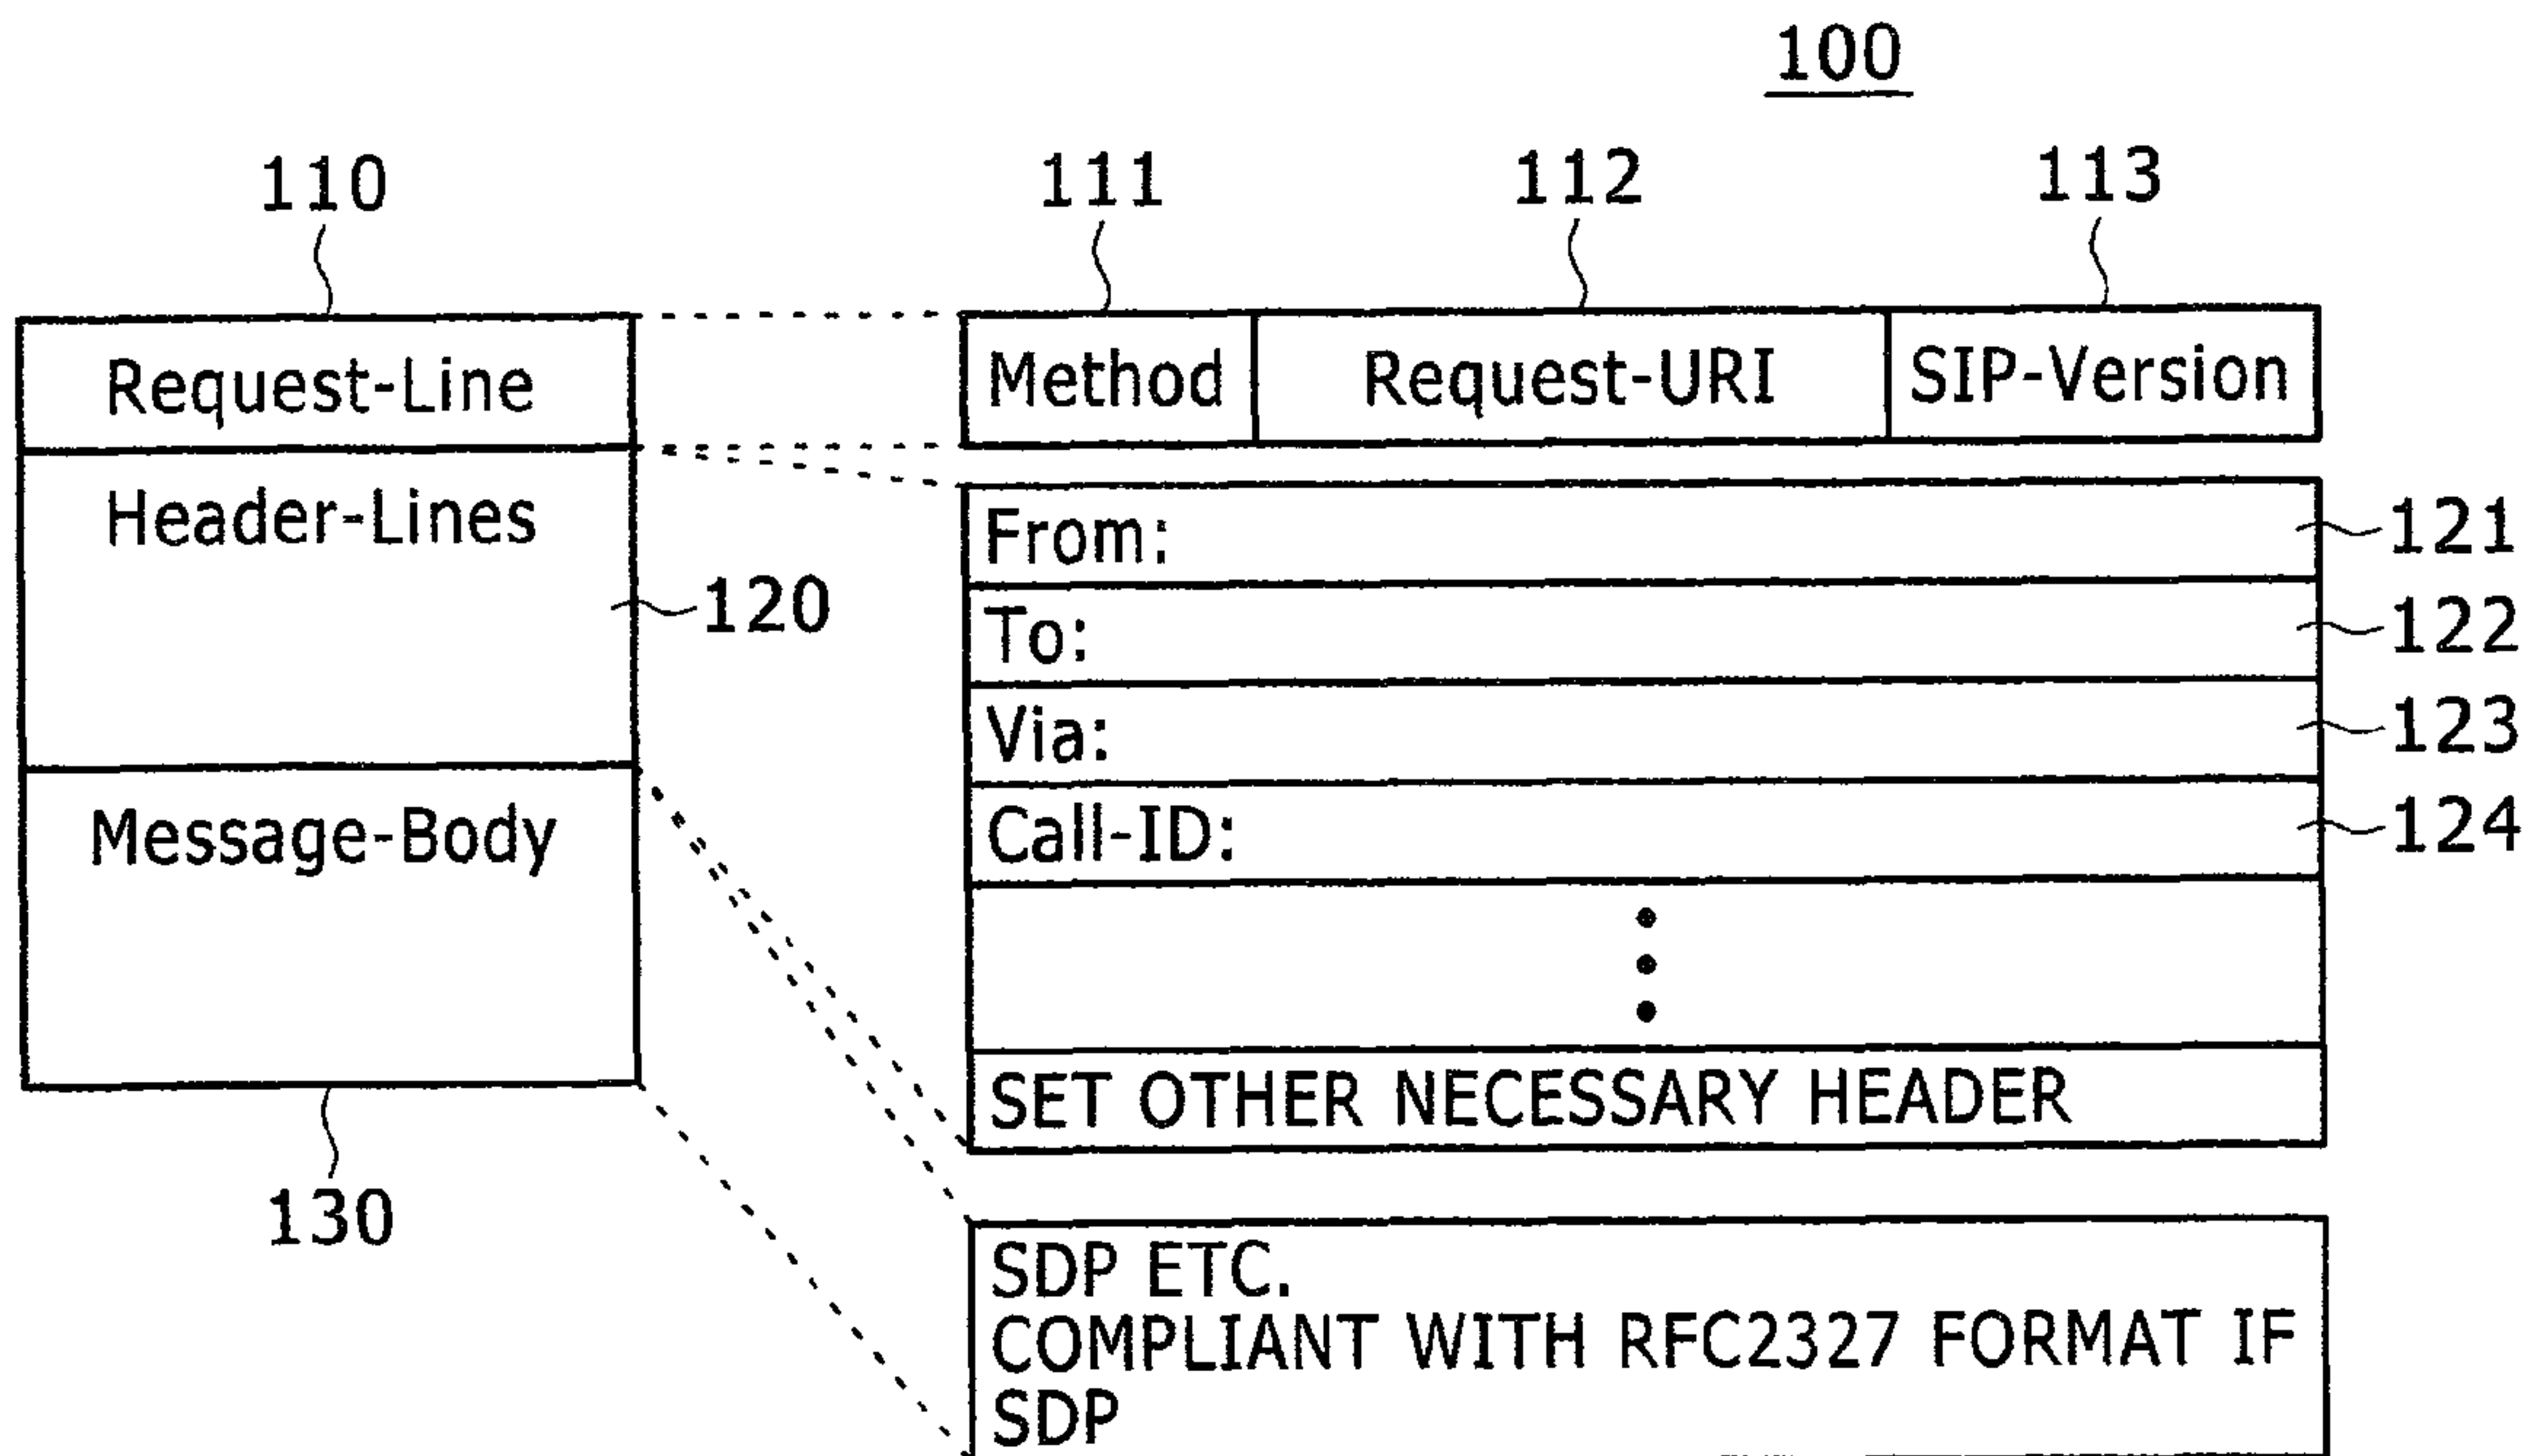 100
110
111
112
113
Request-Line
Method
Request-URI
SIP-Version
Header-Lines
120
From:
121
To:
122
Via:
123
Call-ID:
124
SET OTHER NECESSARY HEADER
Message-Body
130
SDP ETC.
COMPLIANT WITH RFC2327 FORMAT IF
SDP